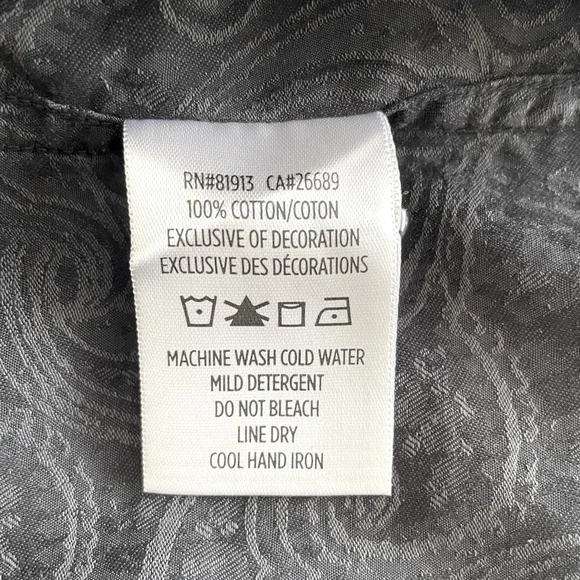 RN#81913 CA#26689
100% COTTON/COTON
EXCLUSIVE OF DECORATION
EXCLUSIVE DES DÉCORATIONS
MACHINE WASH COLD WATER
MILD DETERGENT
DO NOT BLEACH
LINE DRY
COOL HAND IRON